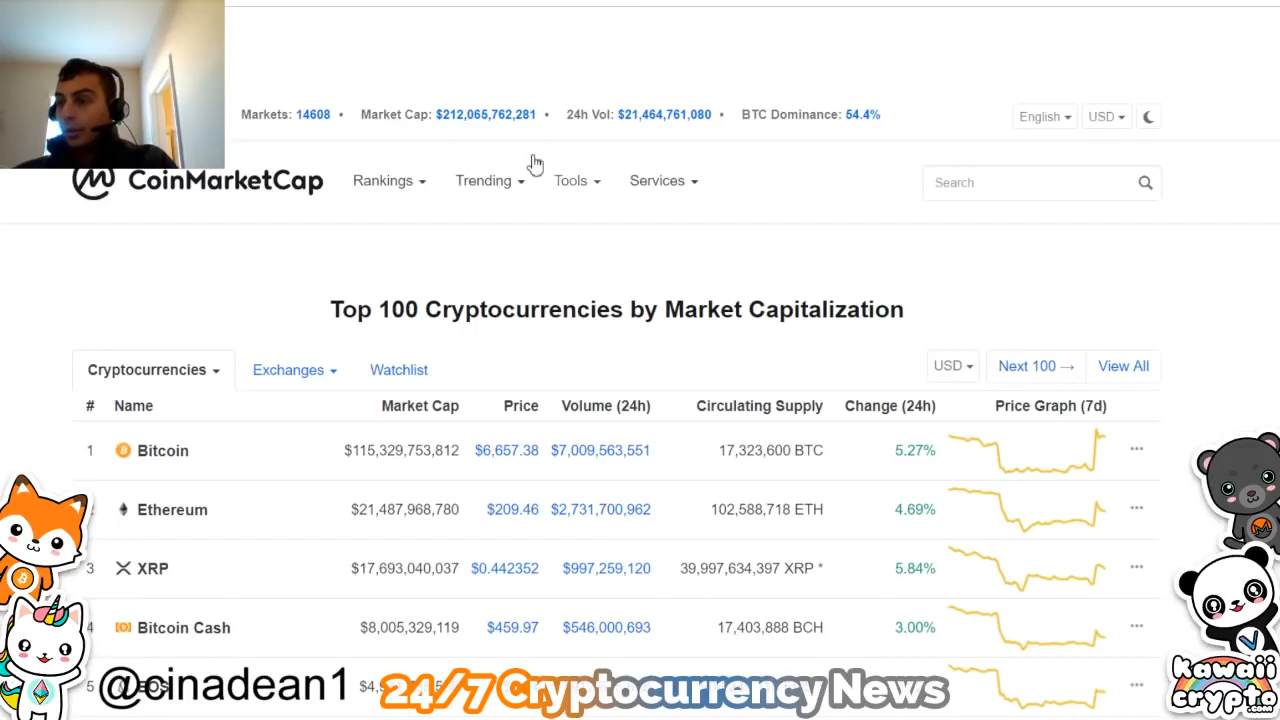 Markets: 14608 • Market Cap: $212,065,762,281 • 24h Vol: $21,464,761,080 • BTC Dominance: 54.4%
English USD
CoinMarketCap Rankings Trending Tools Services Search
Top 100 Cryptocurrencies by Market Capitalization
Cryptocurrencies Exchanges Watchlist USD Next 100 → View All
# Name Market Cap Price Volume (24h) Circulating Supply Change (24h) Price Graph (7d)
1 Bitcoin $115,329,753,812 $6,657.38 $7,009,563,551 17,323,600 BTC 5.27%
Ethereum $21,487,968,780 $209.46 $2,731,700,962 102,588,718 ETH 4.69%
3 XRP $17,693,040,037 $0.442352 $997,259,120 39,997,634,397 XRP * 5.84%
4 Bitcoin Cash $8,005,329,119 $459.97 $546,000,693 17,403,888 BCH 3.00%
5
@sinadean1 24/7 Cryptocurrency News
kawaii
crypto
.com